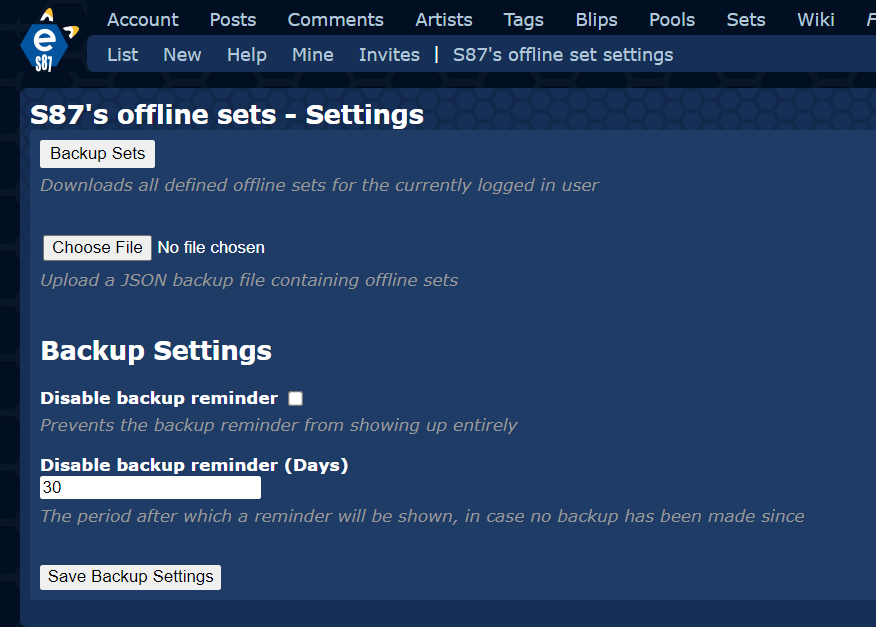 Account Posts Comments Artists Tags Blips Pools Sets Wiki
e
S87
List New Help Mine Invites | S87's offline set settings
S87's offline sets - Settings
Backup Sets
Downloads all defined offline sets for the currently logged in user
Choose File No file chosen
Upload a JSON backup file containing offline sets
Backup Settings
Disable backup reminder
Prevents the backup reminder from showing up entirely
Disable backup reminder (Days)
30
The period after which a reminder will be shown, in case no backup has been made since
Save Backup Settings